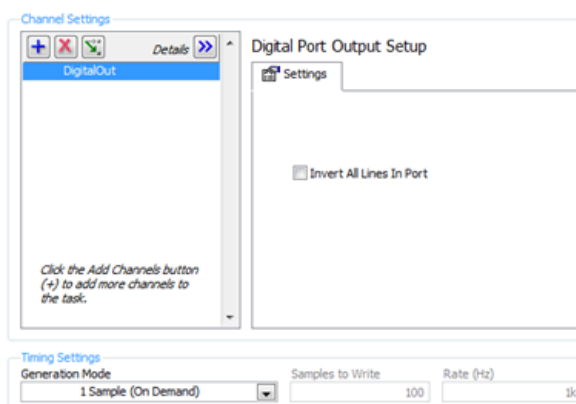 Channel Settings
Details
Digital Port Output Setup
DigitalOut
Settings
Invert All Lines In Port
Click the Add Channels button
(+) to add more channels to
the task.
Timing Settings
Generation Mode
Samples to Write
Rate (Hz)
1 Sample (On Demand)
100
1k